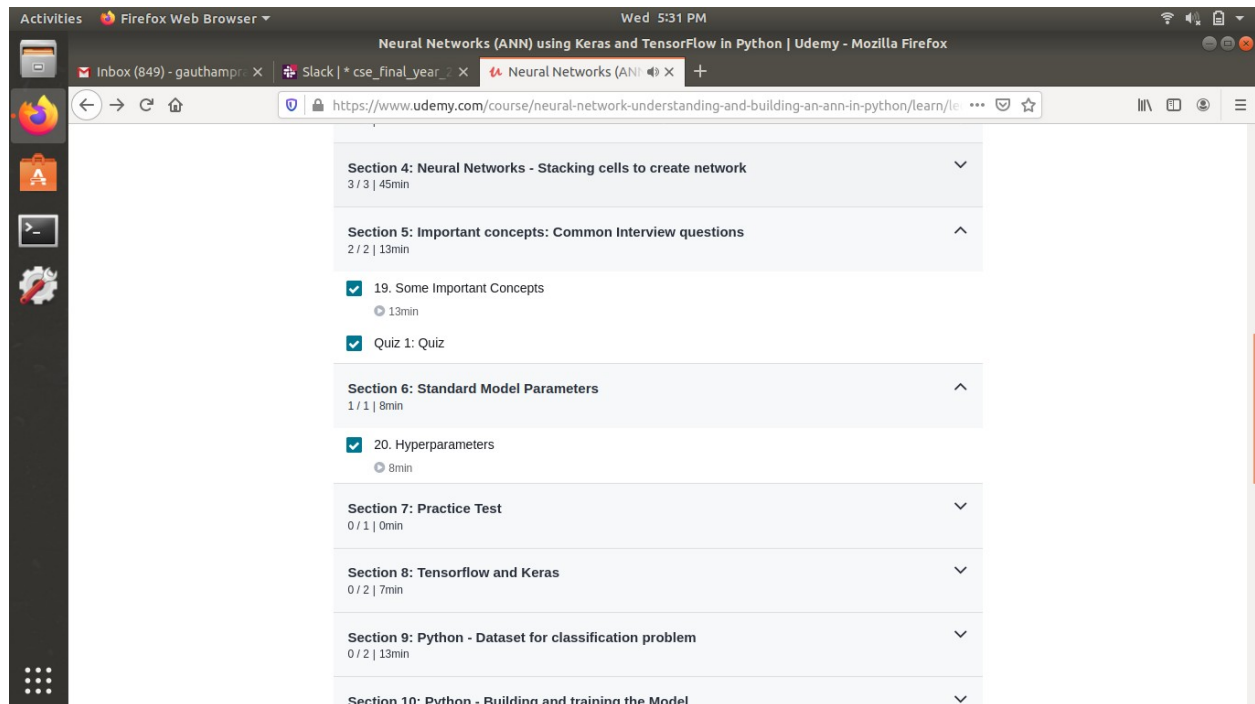 Activities Firefox Web Browser Wed 5:31 PM
Neural Networks (ANN) using Keras and TensorFlow in Python | Udemy - Mozilla Firefox
Inbox (849) - gauthampra Slack | * cse_final_year_2 Neural Networks (ANN
https://www.udemy.com/course/neural-network-understanding-and-building-an-ann-in-python/learn/le
Section 4: Neural Networks - Stacking cells to create network
3 / 3 | 45min
Section 5: Important concepts: Common Interview questions
2 / 2 | 13min
19. Some Important Concepts
13min
Quiz 1: Quiz
Section 6: Standard Model Parameters
1 / 1 | 8min
20. Hyperparameters
8min
Section 7: Practice Test
0 / 1 | 0min
Section 8: Tensorflow and Keras
0 / 2 | 7min
Section 9: Python - Dataset for classification problem
0 / 2 | 13min
Section 10: Python - Building and training the Model